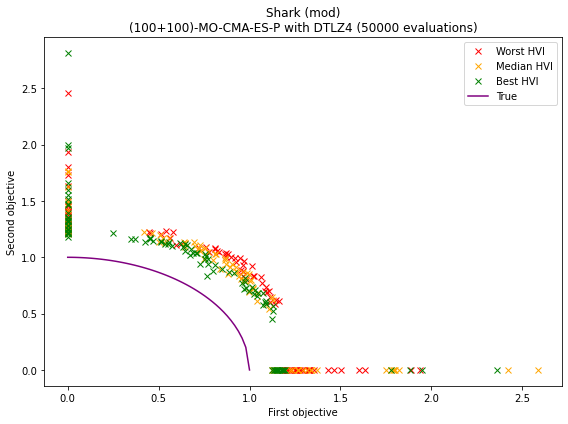 Shark (mod)
(100+100)-MO-CMA-ES-P with DTLZ4 (50000 evaluations)
Worst HVI
Median HVI
Best HVI
True
Second objective
2.5
2.0
1.5
1.0
0.5
0.0
0.0 0.5 1.0 1.5 2.0 2.5
First objective